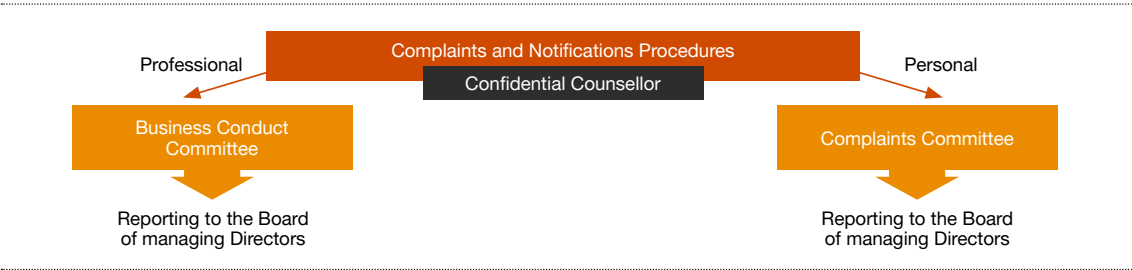 Complaints and Notifications Procedures
Confidential Counsellor
Professional
Personal
Business Conduct
Committee
Complaints Committee
Reporting to the Board
of managing Directors
Reporting to the Board
of managing Directors